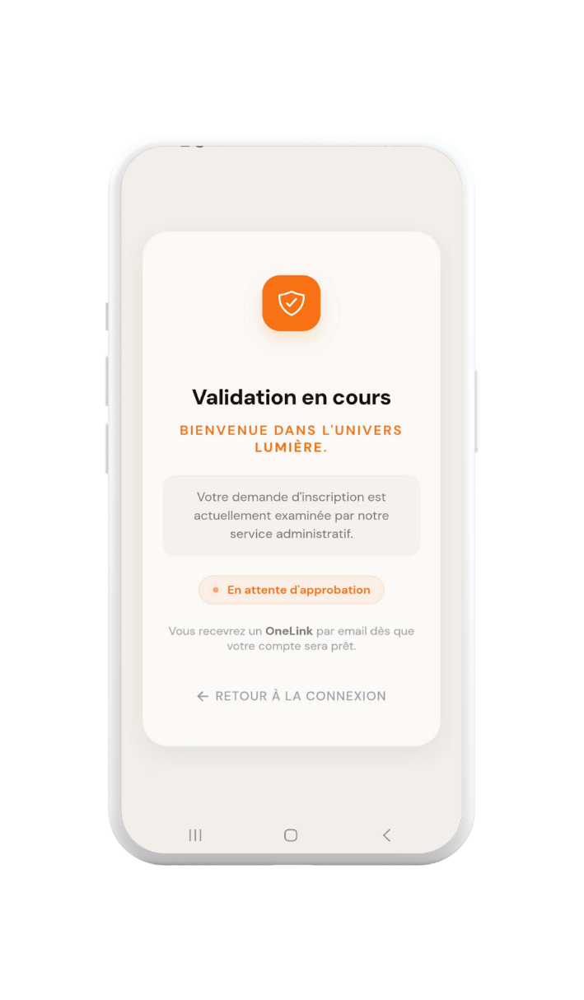 Validation en cours
BIENVENUE DANS L'UNIVERS
LUMIÈRE.
Votre demande d'inscription est
actuellement examinée par notre
service administratif.
En attente d'approbation
Vous recevrez un OneLink par email dès que
votre compte sera prêt.
← RETOUR À LA CONNEXION